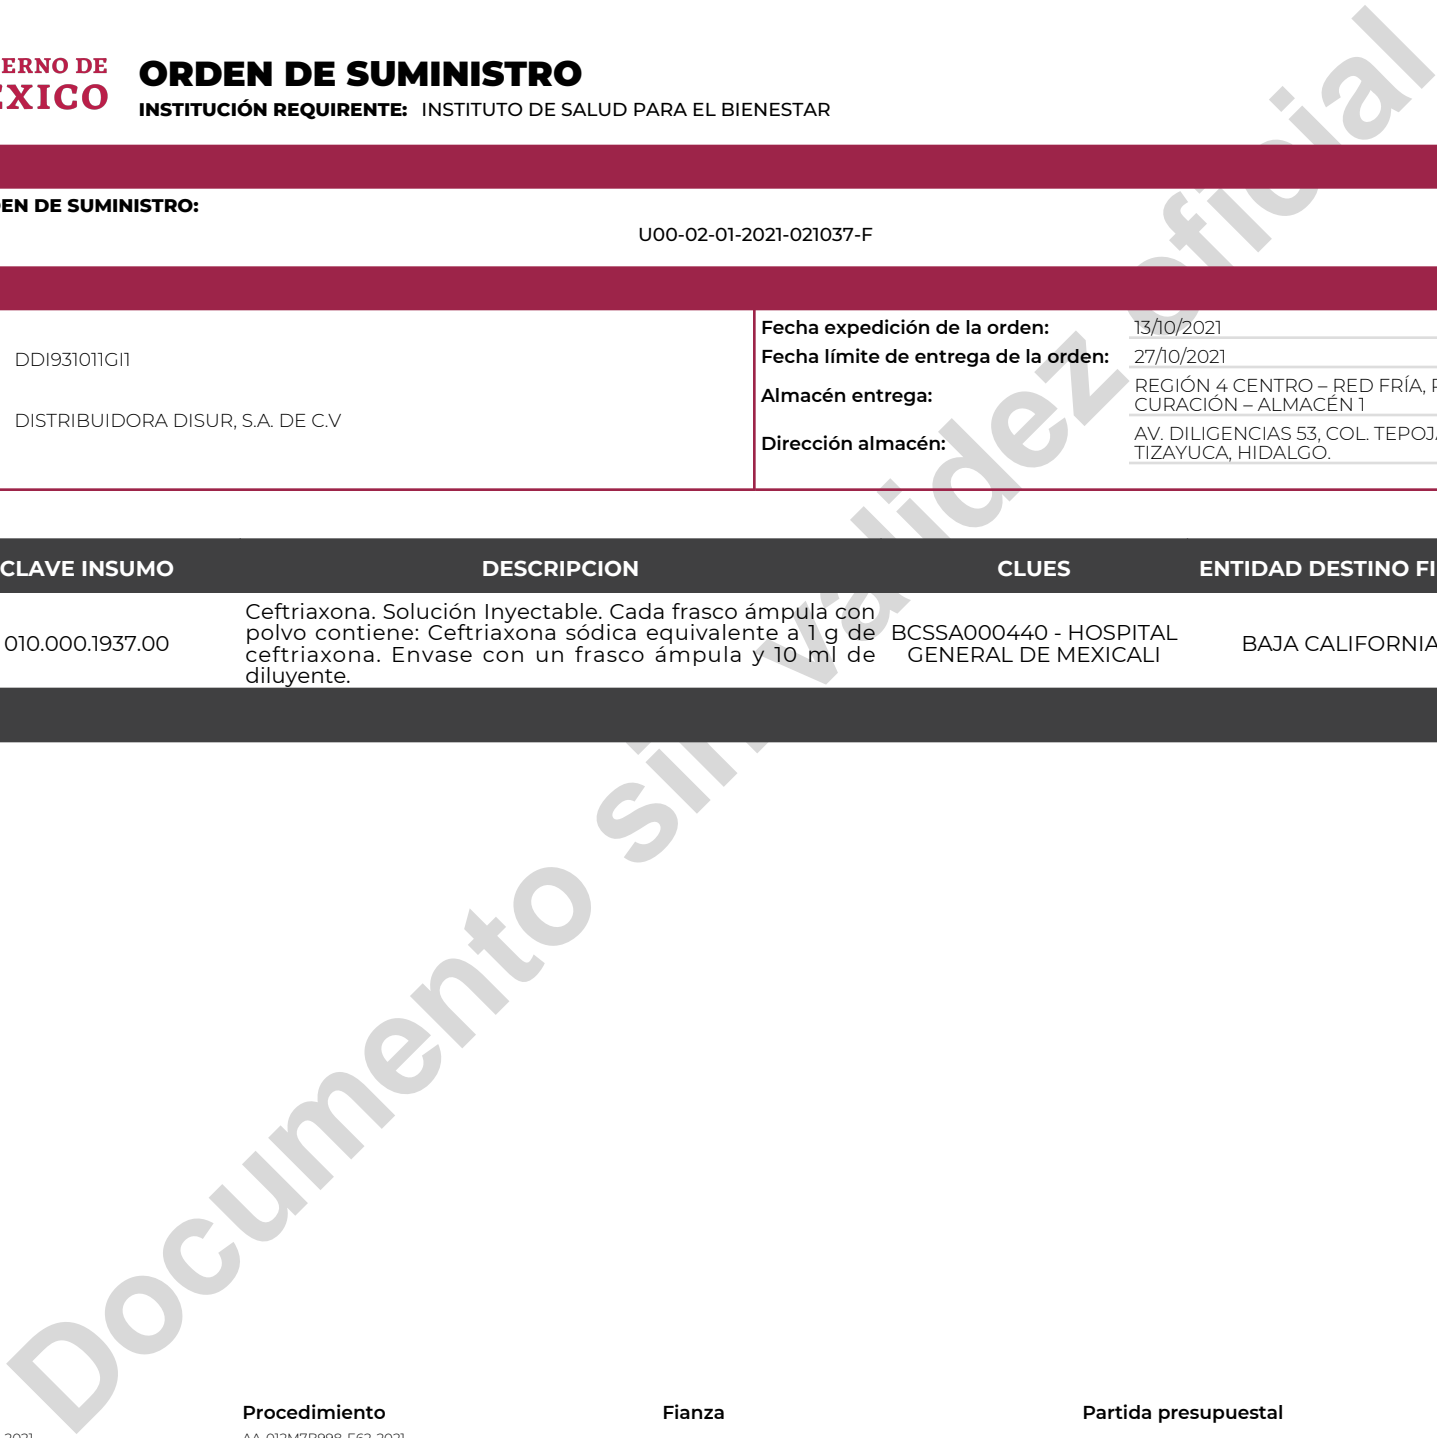 ERNO DE
EXICO
ORDEN DE SUMINISTRO
INSTITUCIÓN REQUIRENTE: INSTITUTO DE SALUD PARA EL BIENESTAR
EN DE SUMINISTRO:
U00-02-01-2021-021037-F
DDI931011GI1
DISTRIBUIDORA DISUR, S.A. DE C.V
Fecha expedición de la orden: 13/10/2021
Fecha límite de entrega de la orden: 27/10/2021
Almacén entrega: REGIÓN 4 CENTRO – RED FRÍA,
CURACIÓN – ALMACÉN 1
Dirección almacén: AV. DILIGENCIAS 53, COL. TEPOJA
TIZAYUCA, HIDALGO.
CLAVE INSUMO DESCRIPCION CLUES ENTIDAD DESTINO FI
010.000.1937.00
Ceftriaxona. Solución Inyectable. Cada frasco ámpula con
polvo contiene: Ceftriaxona sódica equivalente a 1 g de
ceftriaxona. Envase con un frasco ámpula y 10 ml de
diluyente.
BCSSA000440 - HOSPITAL
GENERAL DE MEXICALI
BAJA CALIFORNIA
Documento sin validez oficial
Procedimiento Fianza Partida presupuestal